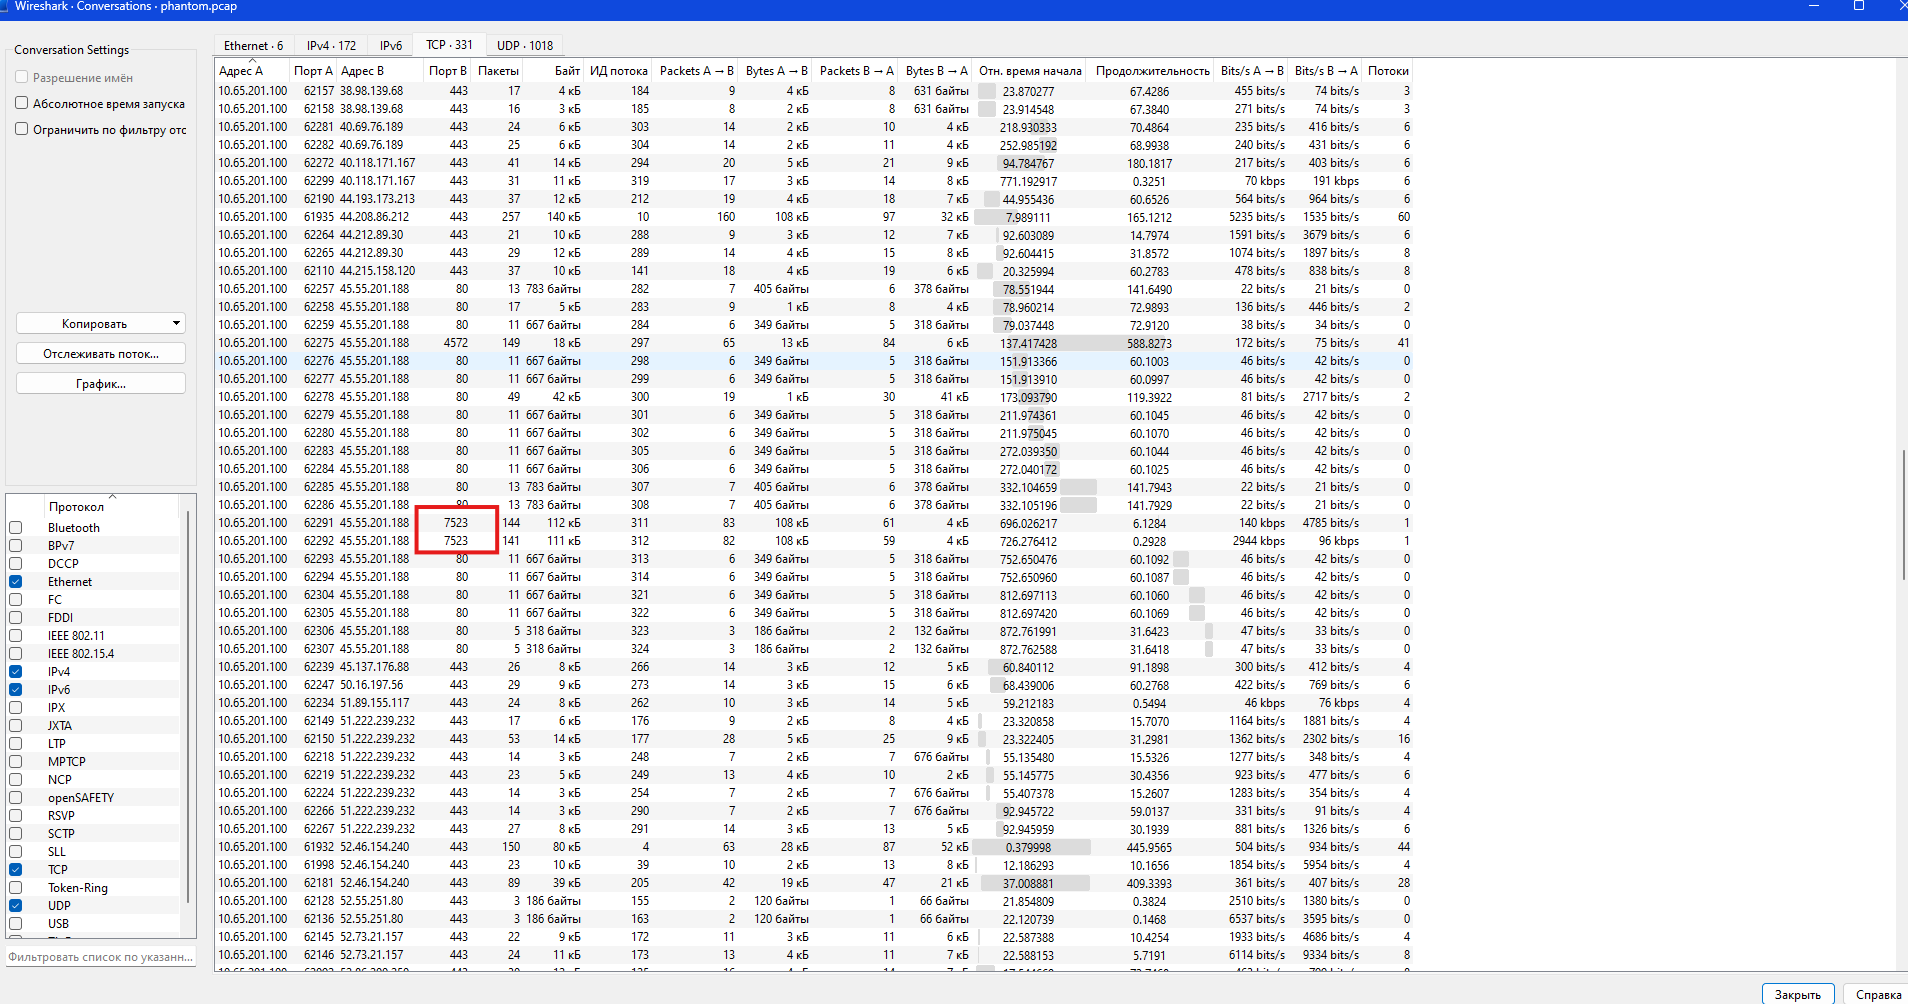 Wireshark · Conversations · phantom.pcap
Conversation Settings
Разрешение имён
Абсолютное время запуска
Ограничить по фильтру отс
Копировать
Отслеживать поток...
График...
Протокол
Bluetooth
BPv7
DCCP
Ethernet
FC
FDDI
IEEE 802.11
IEEE 802.15.4
IPv4
IPv6
IPX
JXTA
LTP
MPTCP
NCP
openSAFETY
RSVP
SCTP
SLL
TCP
Token-Ring
UDP
USB
Фильтровать список по указанн...
Ethernet · 6 IPv4 · 172 IPv6 TCP · 331 UDP · 1018
Адрес A Порт A Адрес B Порт B Пакеты Байт ИД потока Packets A → B Bytes A → B Packets B → A Bytes B → A Отн. время начала Продолжительность Bits/s A → B Bits/s B → A Потоки
10.65.201.100 62157 38.98.139.68 443 17 4 кБ 184 9 4 кБ 8 631 байты 23.870277 67.4286 455 bits/s 74 bits/s 3
10.65.201.100 62158 38.98.139.68 443 16 3 кБ 185 8 2 кБ 8 631 байты 23.914548 67.3840 271 bits/s 74 bits/s 3
10.65.201.100 62281 40.69.76.189 443 24 6 кБ 303 14 2 кБ 10 4 кБ 218.930333 70.4864 235 bits/s 416 bits/s 6
10.65.201.100 62282 40.69.76.189 443 25 6 кБ 304 14 2 кБ 11 4 кБ 252.985192 68.9938 240 bits/s 431 bits/s 6
10.65.201.100 62272 40.118.171.167 443 41 14 кБ 294 20 5 кБ 21 9 кБ 94.784767 180.1817 217 bits/s 403 bits/s 6
10.65.201.100 62299 40.118.171.167 443 31 11 кБ 319 17 3 кБ 14 8 кБ 771.192917 0.3251 70 kbps 191 kbps 6
10.65.201.100 62190 44.193.173.213 443 37 12 кБ 212 19 4 кБ 18 7 кБ 44.955436 60.6526 564 bits/s 964 bits/s 6
10.65.201.100 61935 44.208.86.212 443 257 140 кБ 10 160 108 кБ 97 32 кБ 7.989111 165.1212 5235 bits/s 1535 bits/s 60
10.65.201.100 62264 44.212.89.30 443 21 10 кБ 288 9 3 кБ 12 7 кБ 92.603089 14.7974 1591 bits/s 3679 bits/s 6
10.65.201.100 62265 44.212.89.30 443 29 12 кБ 289 14 4 кБ 15 8 кБ 92.604415 31.8572 1074 bits/s 1897 bits/s 8
10.65.201.100 62110 44.215.158.120 443 37 10 кБ 141 18 4 кБ 19 6 кБ 20.325994 60.2783 478 bits/s 838 bits/s 8
10.65.201.100 62257 45.55.201.188 80 13 783 байты 282 7 405 байты 6 378 байты 78.551944 141.6490 22 bits/s 21 bits/s 0
10.65.201.100 62258 45.55.201.188 80 17 5 кБ 283 9 1 кБ 8 4 кБ 78.960214 72.9893 136 bits/s 446 bits/s 2
10.65.201.100 62259 45.55.201.188 80 11 667 байты 284 6 349 байты 5 318 байты 79.037448 72.9120 38 bits/s 34 bits/s 0
10.65.201.100 62275 45.55.201.188 4572 149 18 кБ 297 65 13 кБ 84 6 кБ 137.417428 588.8273 172 bits/s 75 bits/s 41
10.65.201.100 62276 45.55.201.188 80 11 667 байты 298 6 349 байты 5 318 байты 151.913366 60.1003 46 bits/s 42 bits/s 0
10.65.201.100 62277 45.55.201.188 80 11 667 байты 299 6 349 байты 5 318 байты 151.913910 60.0997 46 bits/s 42 bits/s 0
10.65.201.100 62278 45.55.201.188 80 49 42 кБ 300 19 1 кБ 30 41 кБ 173.093790 119.3922 81 bits/s 2717 bits/s 2
10.65.201.100 62279 45.55.201.188 80 11 667 байты 301 6 349 байты 5 318 байты 211.974361 60.1045 46 bits/s 42 bits/s 0
10.65.201.100 62280 45.55.201.188 80 11 667 байты 302 6 349 байты 5 318 байты 211.975045 60.1070 46 bits/s 42 bits/s 0
10.65.201.100 62283 45.55.201.188 80 11 667 байты 305 6 349 байты 5 318 байты 272.039350 60.1044 46 bits/s 42 bits/s 0
10.65.201.100 62284 45.55.201.188 80 11 667 байты 306 6 349 байты 5 318 байты 272.040172 60.1025 46 bits/s 42 bits/s 0
10.65.201.100 62285 45.55.201.188 80 13 783 байты 307 7 405 байты 6 378 байты 332.104659 141.7943 22 bits/s 21 bits/s 0
10.65.201.100 62286 45.55.201.188 80 13 783 байты 308 7 405 байты 6 378 байты 332.105196 141.7929 22 bits/s 21 bits/s 0
10.65.201.100 62291 45.55.201.188 7523 144 112 кБ 311 83 108 кБ 61 4 кБ 696.026217 6.1284 140 kbps 4785 bits/s 1
10.65.201.100 62292 45.55.201.188 7523 141 111 кБ 312 82 108 кБ 59 4 кБ 726.276412 0.2928 2944 kbps 96 kbps 1
10.65.201.100 62293 45.55.201.188 80 11 667 байты 313 6 349 байты 5 318 байты 752.650476 60.1092 46 bits/s 42 bits/s 0
10.65.201.100 62294 45.55.201.188 80 11 667 байты 314 6 349 байты 5 318 байты 752.650960 60.1087 46 bits/s 42 bits/s 0
10.65.201.100 62304 45.55.201.188 80 11 667 байты 321 6 349 байты 5 318 байты 812.697113 60.1060 46 bits/s 42 bits/s 0
10.65.201.100 62305 45.55.201.188 80 11 667 байты 322 6 349 байты 5 318 байты 812.697420 60.1069 46 bits/s 42 bits/s 0
10.65.201.100 62306 45.55.201.188 80 5 318 байты 323 3 186 байты 2 132 байты 872.761991 31.6423 47 bits/s 33 bits/s 0
10.65.201.100 62307 45.55.201.188 80 5 318 байты 324 3 186 байты 2 132 байты 872.762588 31.6418 47 bits/s 33 bits/s 0
10.65.201.100 62239 45.137.176.88 443 26 8 кБ 266 14 3 кБ 12 5 кБ 60.840112 91.1898 300 bits/s 412 bits/s 4
10.65.201.100 62247 50.16.197.56 443 29 9 кБ 273 14 3 кБ 15 6 кБ 68.439006 60.2768 422 bits/s 769 bits/s 6
10.65.201.100 62234 51.89.155.117 443 24 8 кБ 262 10 3 кБ 14 5 кБ 59.212183 0.5494 46 kbps 76 kbps 4
10.65.201.100 62149 51.222.239.232 443 17 6 кБ 176 9 2 кБ 8 4 кБ 23.320858 15.7070 1164 bits/s 1881 bits/s 4
10.65.201.100 62150 51.222.239.232 443 53 14 кБ 177 28 5 кБ 25 9 кБ 23.322405 31.2981 1362 bits/s 2302 bits/s 16
10.65.201.100 62218 51.222.239.232 443 14 3 кБ 248 7 2 кБ 7 676 байты 55.135480 15.5326 1277 bits/s 348 bits/s 4
10.65.201.100 62219 51.222.239.232 443 23 5 кБ 249 13 4 кБ 10 2 кБ 55.145775 30.4356 923 bits/s 477 bits/s 6
10.65.201.100 62224 51.222.239.232 443 14 3 кБ 254 7 2 кБ 7 676 байты 55.407378 15.2607 1283 bits/s 354 bits/s 4
10.65.201.100 62266 51.222.239.232 443 14 3 кБ 290 7 2 кБ 7 676 байты 92.945722 59.0137 331 bits/s 91 bits/s 4
10.65.201.100 62267 51.222.239.232 443 27 8 кБ 291 14 3 кБ 13 5 кБ 92.945959 30.1939 881 bits/s 1326 bits/s 6
10.65.201.100 61932 52.46.154.240 443 150 80 кБ 4 63 28 кБ 87 52 кБ 0.379998 445.9565 504 bits/s 934 bits/s 44
10.65.201.100 61998 52.46.154.240 443 23 10 кБ 39 10 2 кБ 13 8 кБ 12.186293 10.1656 1854 bits/s 5954 bits/s 4
10.65.201.100 62181 52.46.154.240 443 89 39 кБ 205 42 19 кБ 47 21 кБ 37.008881 409.3393 361 bits/s 407 bits/s 28
10.65.201.100 62128 52.55.251.80 443 3 186 байты 155 2 120 байты 1 66 байты 21.854809 0.3824 2510 bits/s 1380 bits/s 0
10.65.201.100 62136 52.55.251.80 443 3 186 байты 163 2 120 байты 1 66 байты 22.120739 0.1468 6537 bits/s 3595 bits/s 0
10.65.201.100 62145 52.73.21.157 443 22 9 кБ 172 11 3 кБ 11 6 кБ 22.587388 10.4254 1933 bits/s 4686 bits/s 4
10.65.201.100 62146 52.73.21.157 443 24 11 кБ 173 13 4 кБ 11 7 кБ 22.588153 5.7191 6114 bits/s 9334 bits/s 8
Закрыть Справка